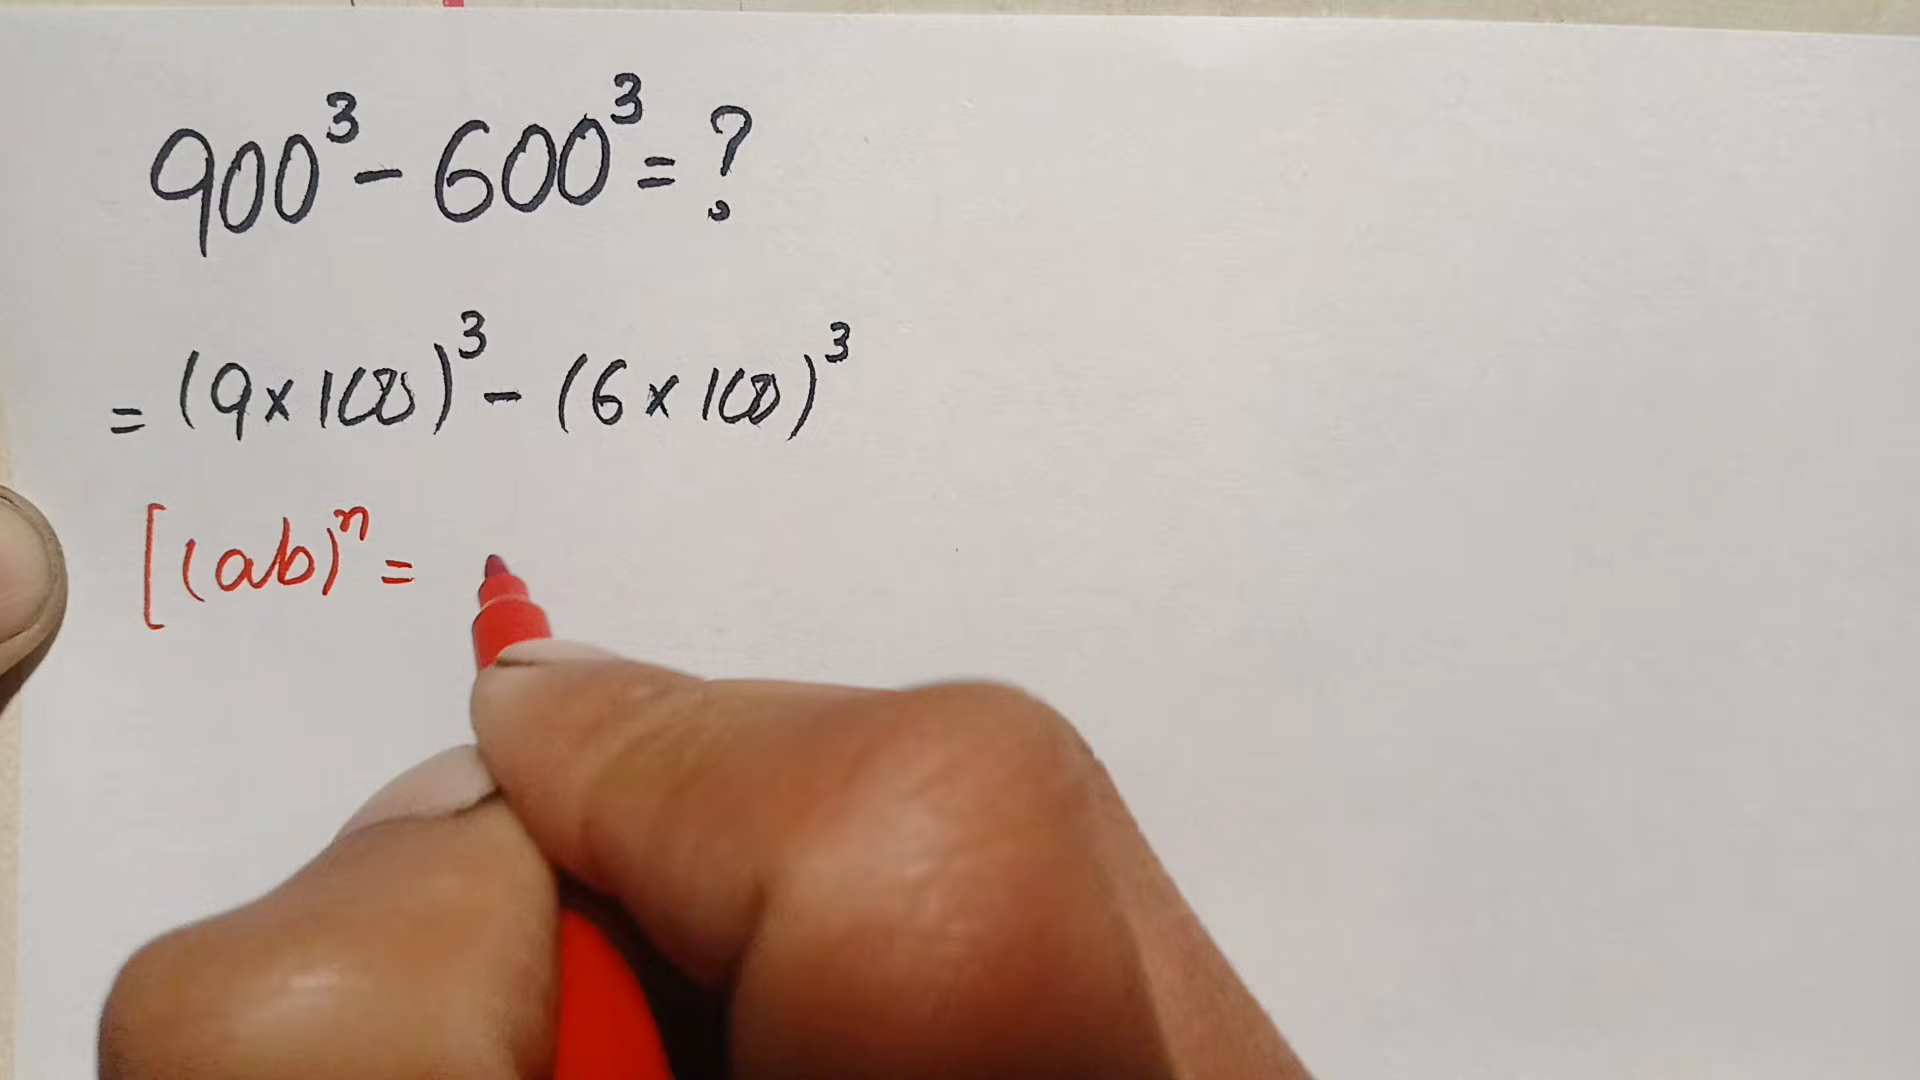 900³ - 600³ = ?
= (9 × 100)³ - (6 × 100)³
[(ab)ⁿ =